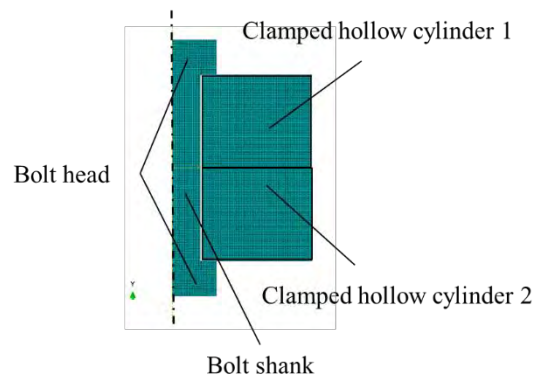 Clamped hollow cylinder 1
Bolt head
Y
Clamped hollow cylinder 2
Bolt shank